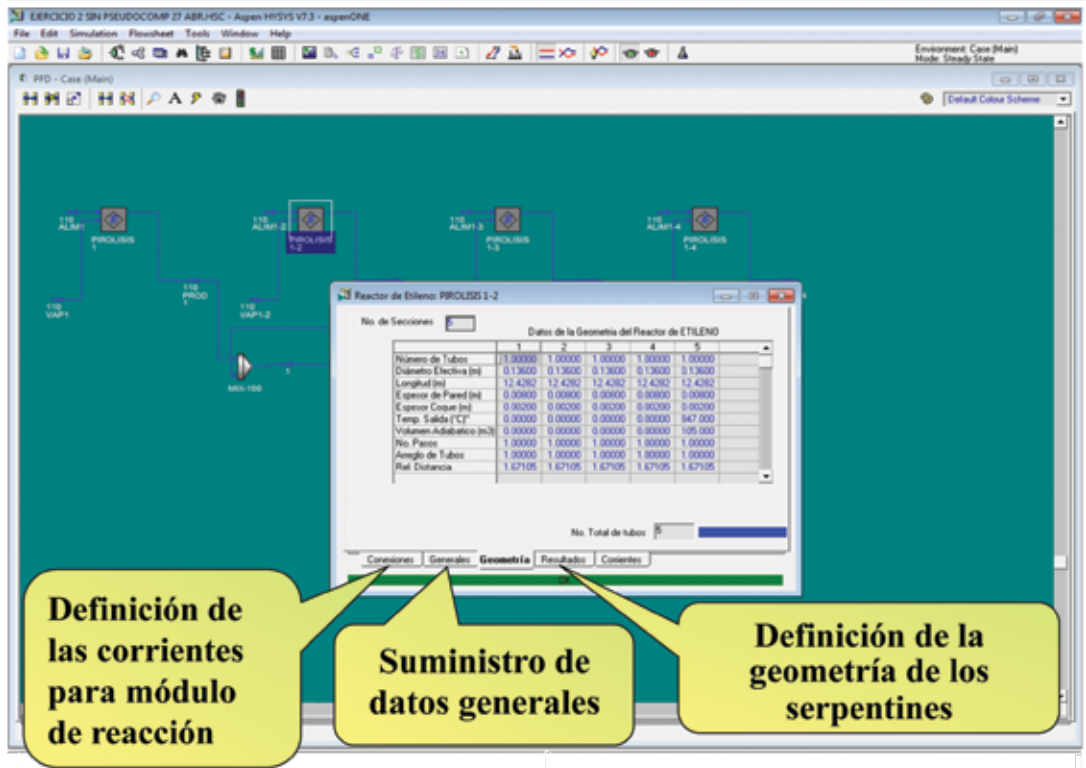 EJERCICIO 2 SIN PSEUDOCOMP 27 ABR.HSC - Aspen HYSYS V7.3 - aspenONE
File Edit Simulation Flowsheet Tools Window Help
Environment: Case (Main)
Mode: Steady State
PFD - Case (Main)
Default Colour Scheme
110 ALIM1
PIROLISIS 1
110 ALIM1-2
PIROLISIS 1-2
110 ALIM1-3
PIROLISIS 1-3
110 ALIM1-4
PIROLISIS 1-4
110 PROD 1
110 VAP1
110 VAP1-2
MIX-100
1
Reactor de Etileno: PIROLISIS 1-2
No. de Secciones 5
Datos de la Geometria del Reactor de ETILENO
1 2 3 4 5
Número de Tubos 1.00000 1.00000 1.00000 1.00000 1.00000
Diámetro Efectiva (m) 0.13600 0.13600 0.13600 0.13600 0.13600
Longitud (m) 12.4282 12.4282 12.4282 12.4282 12.4282
Espesor de Pared (m) 0.00800 0.00800 0.00800 0.00800 0.00800
Espesor Coque (m) 0.00200 0.00200 0.00200 0.00200 0.00200
Temp. Salida (°C)* 0.00000 0.00000 0.00000 0.00000 847.000
Volumen Adiabatico (m3) 0.00000 0.00000 0.00000 0.00000 105.000
No. Pasos 1.00000 1.00000 1.00000 1.00000 1.00000
Arreglo de Tubos 1.00000 1.00000 1.00000 1.00000 1.00000
Rel. Distancia 1.67105 1.67105 1.67105 1.67105 1.67105
No. Total de tubos 5
Conexiones Generales Geometría Resultados Corrientes
OK
Definición de
las corrientes
para módulo
de reacción
Suministro de
datos generales
Definición de la
geometría de los
serpentines